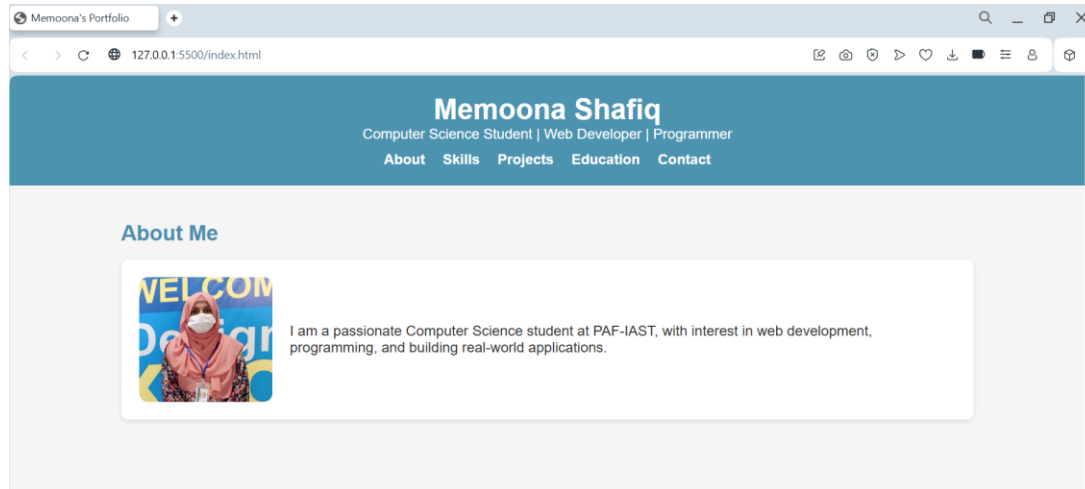 Memoona's Portfolio
127.0.0.1:5500/index.html
Memoona Shafiq
Computer Science Student | Web Developer | Programmer
About Skills Projects Education Contact
About Me
WELCOM
Design
I am a passionate Computer Science student at PAF-IAST, with interest in web development,
programming, and building real-world applications.